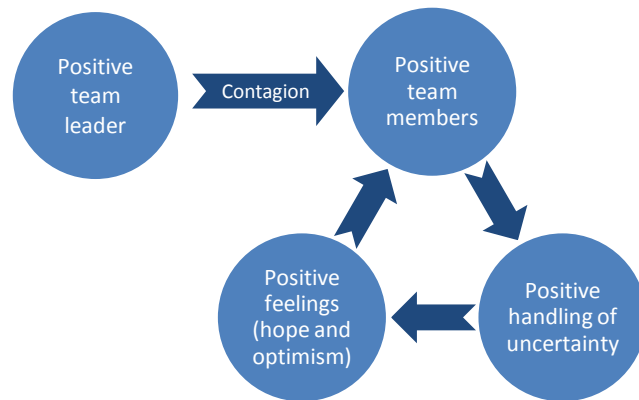 Positive
team
leader
Contagion
Positive
team
members
Positive
feelings
(hope and
optimism)
Positive
handling of
uncertainty